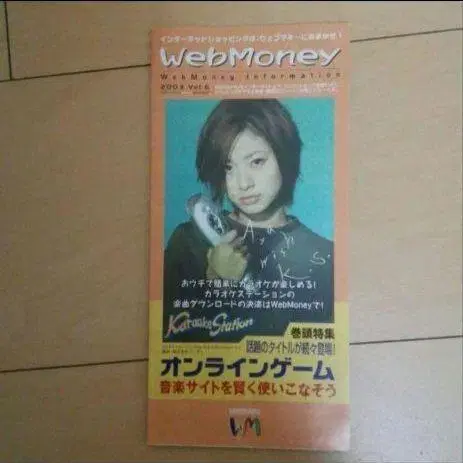 インターネットショッピングは、ウェブマネーにおまかせ!
WebMoney
WebMoney Information
2003.Vol.6
おウチで簡単にカラオケが楽しめる!
カラオケステーションの
楽曲ダウンロードの決済はWebMoneyで!
Karaoke Station
巻頭特集
話題のタイトルが続々登場!
オンラインゲーム
音楽サイトを賢く使いこなそう
WM